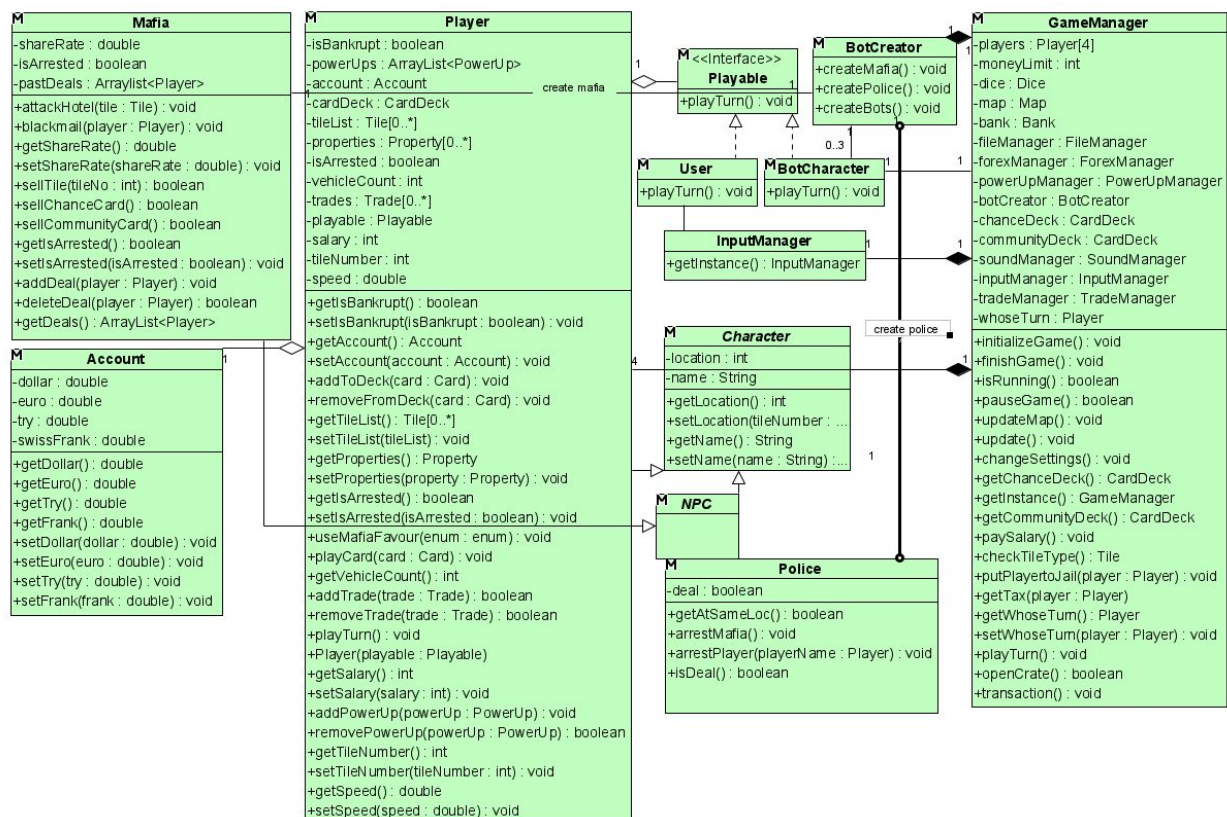 Mafia
-shareRate : double
-isArrested : boolean
-pastDeals : Arraylist<Player>
+attackHotel(tile : Tile) : void
+blackmail(player : Player) : void
+getShareRate() : double
+setShareRate(shareRate : double) : void
+sellTile(tileNo : int) : boolean
+sellChanceCard() : boolean
+sellCommunityCard() : boolean
+getIsArrested() : boolean
+setIsArrested(isArrested : boolean) : void
+addDeal(player : Player) : void
+deleteDeal(player : Player) : boolean
+getDeals() : ArrayList<Player>
Account
-dollar : double
-euro : double
-try : double
-swissFrank : double
+getDollar() : double
+getEuro() : double
+getTry() : double
+getFrank() : double
+setDollar(dollar : double) : void
+setEuro(euro : double) : void
+setTry(try : double) : void
+setFrank(frank : double) : void
1
Player
-isBankrupt : boolean
-powerUps : ArrayList<PowerUp>
-account : Account
-cardDeck : CardDeck
-tileList : Tile[0..*]
-properties : Property[0..*]
-isArrested : boolean
-vehicleCount : int
-trades : Trade[0..*]
-playable : Playable
-salary : int
-tileNumber : int
-speed : double
+getIsBankrupt() : boolean
+setIsBankrupt(isBankrupt : boolean) : void
+getAccount() : Account
+setAccount(account : Account) : void
+addToDeck(card : Card) : void
+removeFromDeck(card : Card) : void
+getTileList() : Tile[0..*]
+setTileList(tileList) : void
+getProperties() : Property
+setProperties(property : Property) : void
+getIsArrested() : boolean
+setIsArrested(isArrested : boolean) : void
+useMafiaFavour(enum : enum) : void
+playCard(card : Card) : void
+getVehicleCount() : int
+addTrade(trade : Trade) : boolean
+removeTrade(trade : Trade) : boolean
+playTurn() : void
+Player(playable : Playable)
+getSalary() : int
+setSalary(salary : int) : void
+addPowerUp(powerUp : PowerUp) : void
+removePowerUp(powerUp : PowerUp) : boolean
+getTileNumber() : int
+setTileNumber(tileNumber : int) : void
+getSpeed() : double
+setSpeed(speed : double) : void
1
create mafia
1
1
<<Interface>>
Playable
+playTurn() : void
BotCreator
+createMafia() : void
+createPolice() : void
+createBots() : void
1
1
1
0..3
User
+playTurn() : void
BotCharacter
+playTurn() : void
1
1
InputManager
+getInstance() : InputManager
1
1
create police
Character
-location : int
-name : String
+getLocation() : int
+setLocation(tileNumber : ...
+getName() : String
+setName(name : String) : ...
4
1
1
NPC
Police
-deal : boolean
+getAtSameLoc() : boolean
+arrestMafia() : void
+arrestPlayer(playerName : Player) : void
+isDeal() : boolean
GameManager
-players : Player[4]
-moneyLimit : int
-dice : Dice
-map : Map
-bank : Bank
-fileManager : FileManager
-forexManager : ForexManager
-powerUpManager : PowerUpManager
-botCreator : BotCreator
-chanceDeck : CardDeck
-communityDeck : CardDeck
-soundManager : SoundManager
-inputManager : InputManager
-tradeManager : TradeManager
-whoseTurn : Player
+initializeGame() : void
+finishGame() : void
+isRunning() : boolean
+pauseGame() : boolean
+updateMap() : void
+update() : void
+changeSettings() : void
+getChanceDeck() : CardDeck
+getInstance() : GameManager
+getCommunityDeck() : CardDeck
+paySalary() : void
+checkTileType() : Tile
+putPlayertoJail(player : Player) : void
+getTax(player : Player)
+getWhoseTurn() : Player
+setWhoseTurn(player : Player) : void
+playTurn() : void
+openCrate() : boolean
+transaction() : void